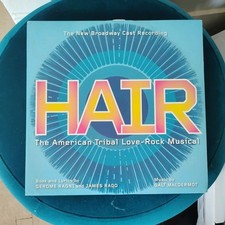 The New Broadway Cast Recording
HAIR
The American Tribal Love-Rock Musical
Book and Lyrics by
GEROME RAGNI and JAMES RADO
Music by
GALT MACDERMOT